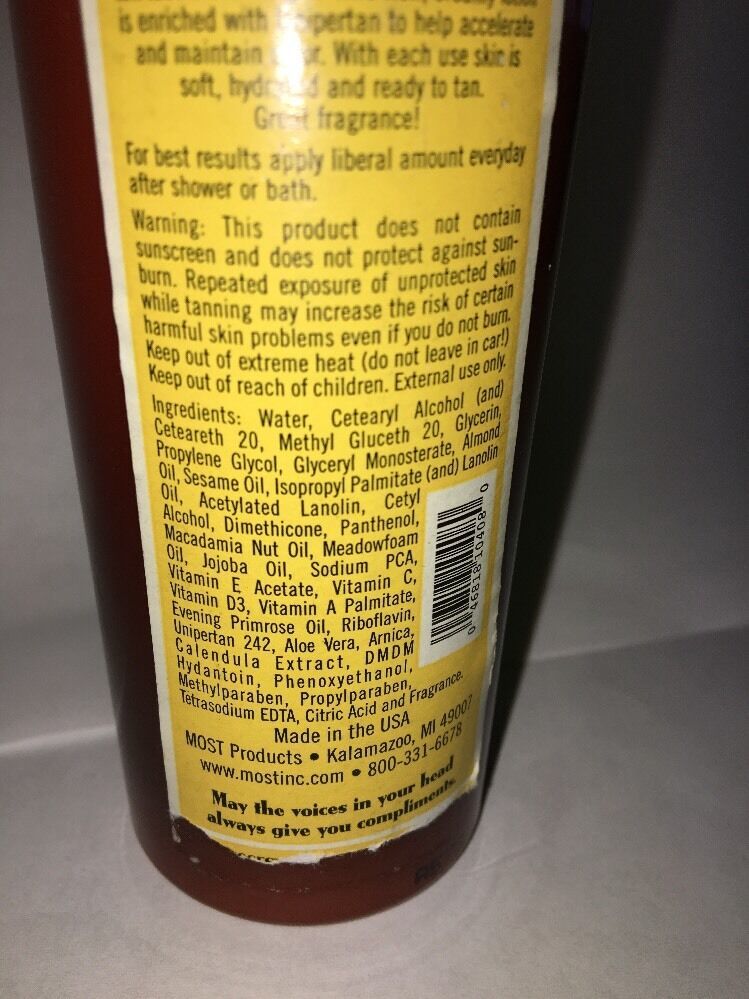 is enriched with to help accelerate
and maintain With each use skin is
soft, and ready to tan.
Great fragrance!
For best results apply liberal amount everyday
after shower or bath.
Warning: This product does not contain
sunscreen and does not protect against sun-
burn. Repeated exposure of unprotected skin
while tanning may increase the risk of certain
harmful skin problems even if you do not burn.
Keep out of extreme heat (do not leave in car!)
Keep out of reach of children. External use only.
Ingredients: Water, Cetearyl Alcohol (and)
Ceteareth 20, Methyl Gluceth 20, Glycerin,
Propylene Glycol, Glyceryl Monosterate, Almond
Oil, Sesame Oil, Isopropyl Palmitate (and) Lanolin
Oil, Acetylated Lanolin, Cetyl
Alcohol, Dimethicone, Panthenol,
Macadamia Nut Oil, Meadowfoam
Oil, Jojoba Oil, Sodium PCA,
Vitamin E Acetate, Vitamin C,
Vitamin D3, Vitamin A Palmitate,
Evening Primrose Oil, Riboflavin,
Unipertan 242, Aloe Vera, Arnica,
Calendula Extract, DMDM
Hydantoin, Phenoxyethanol,
Methylparaben, Propylparaben,
Tetrasodium EDTA, Citric Acid and Fragrance.
0 46818 10408 0
Made in the USA
MOST Products • Kalamazoo, MI 49007
www.mostinc.com • 800-331-6678
May the voices in your head
always give you compliments.